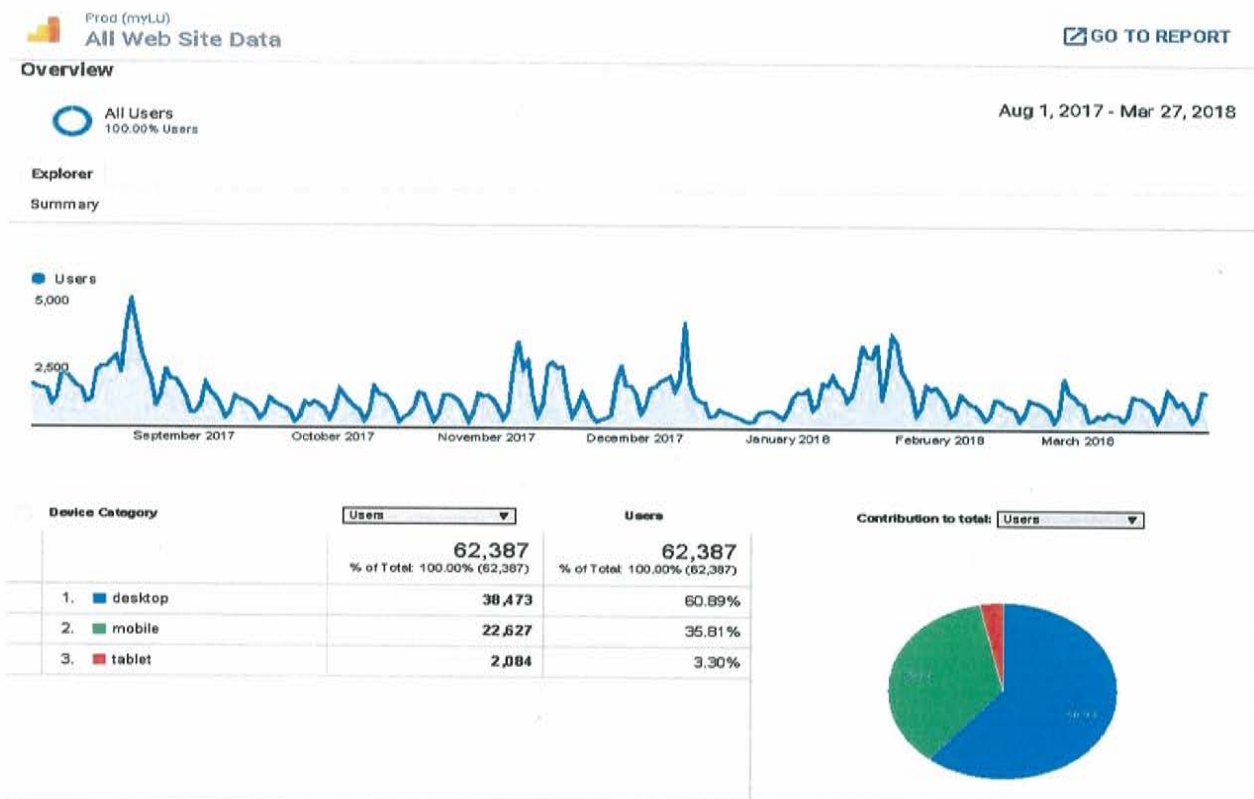 Prod (myLU)
All Web Site Data
GO TO REPORT
Overview
All Users
100.00% Users
Aug 1, 2017 - Mar 27, 2018
Explorer
Summary
Users
5,000
2,500
September 2017 October 2017 November 2017 December 2017 January 2018 February 2018 March 2018
Device Category Users Users Contribution to total: Users
62,387 62,387
% of Total: 100.00% (62,387) % of Total: 100.00% (62,387)
1. desktop 38,473 60.89%
2. mobile 22,627 35.81%
3. tablet 2,084 3.30%